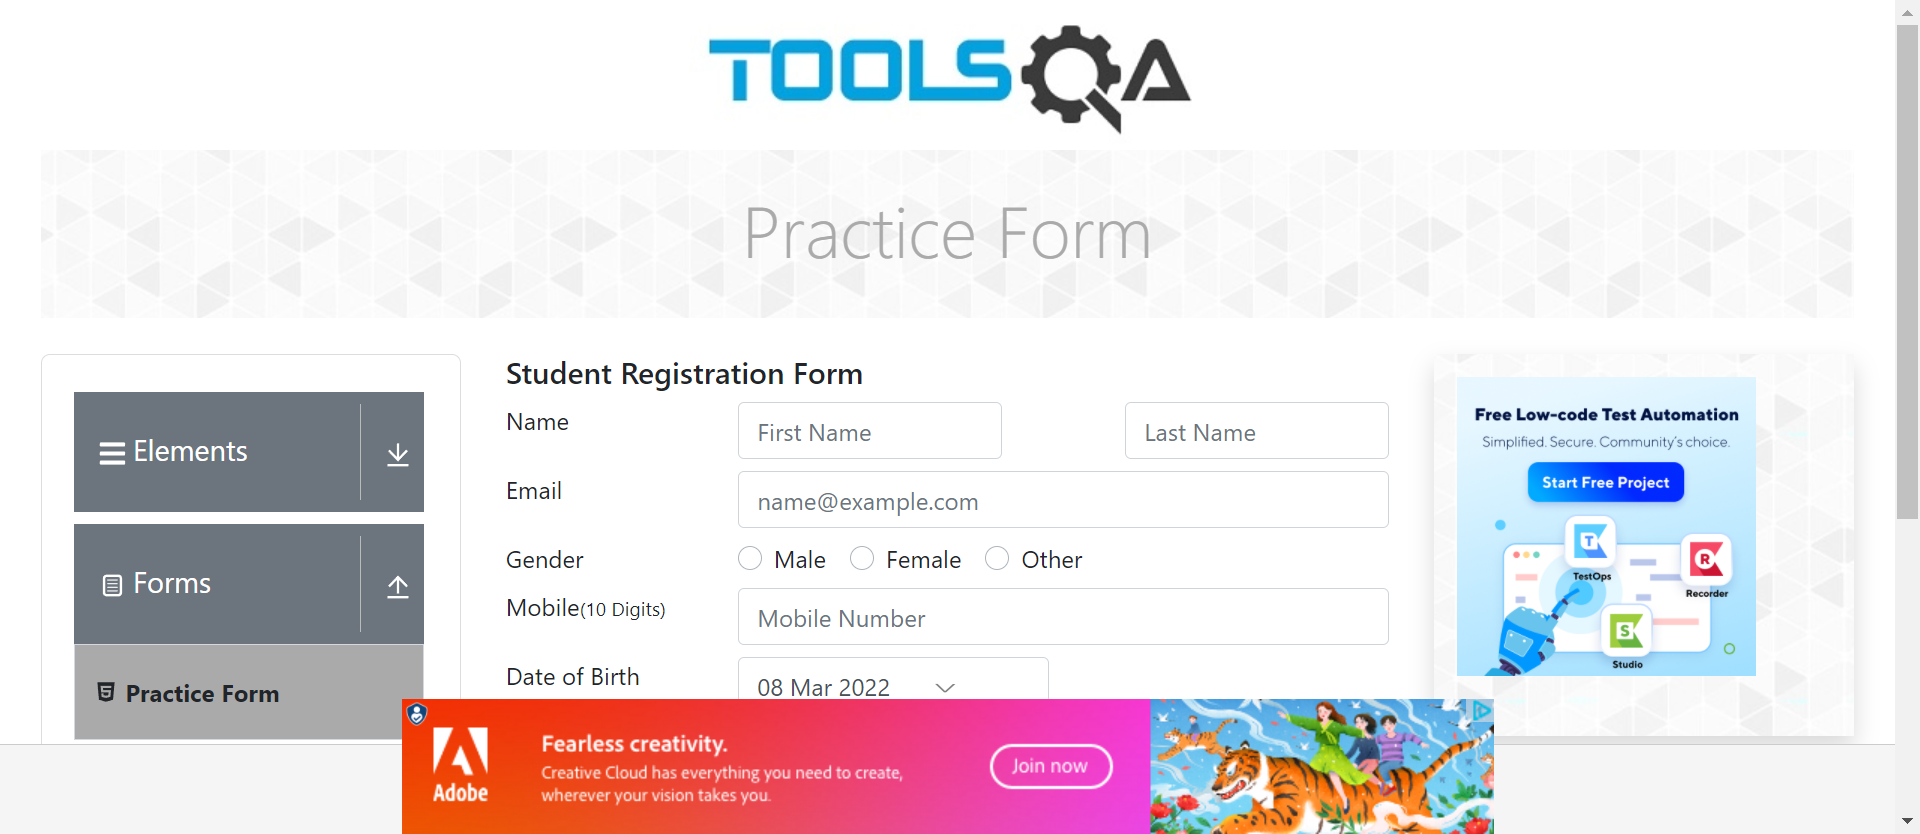 TOOLSQA
Practice Form
Elements
Forms
Practice Form
Student Registration Form
Name
First Name
Last Name
Email
name@example.com
Gender
Male
Female
Other
Mobile(10 Digits)
Mobile Number
Date of Birth
08 Mar 2022
Free Low-code Test Automation
Simplified. Secure. Community's choice.
Start Free Project
T
TestOps
R
Recorder
S
Studio
Adobe
Fearless creativity.
Creative Cloud has everything you need to create,
wherever your vision takes you.
Join now